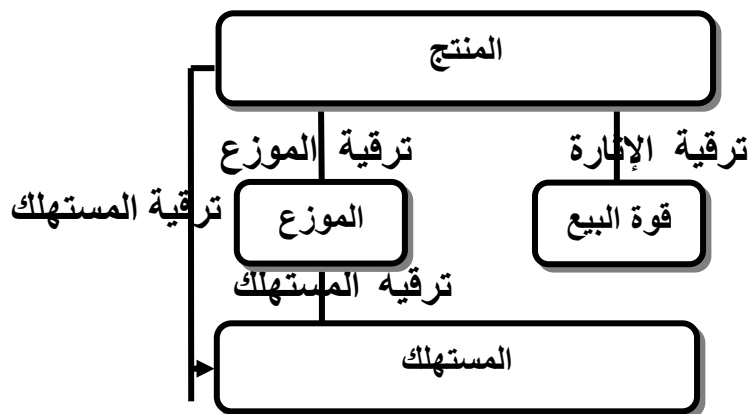 المنتج
ترقية الإثارة
ترقية الموزع
ترقية المستهلك
قوة البيع
الموزع
ترقيه المستهلك
المستهلك